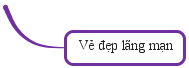 Vẻ đẹp lãng mạn